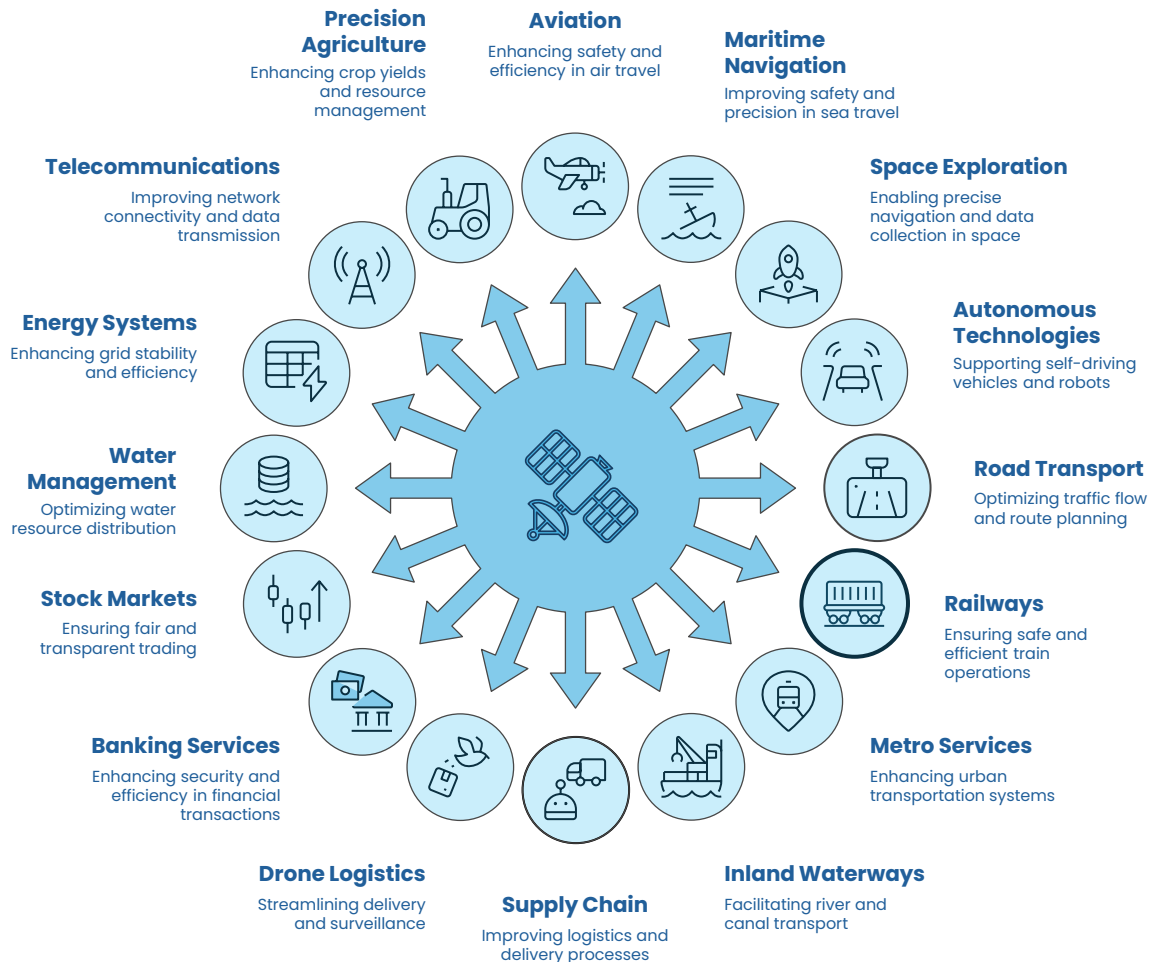 Precision
Agriculture
Enhancing crop yields
and resource
management
Aviation
Enhancing safety and
efficiency in air travel
Maritime
Navigation
Improving safety and
precision in sea travel
Telecommunications
Improving network
connectivity and data
transmission
Space Exploration
Enabling precise
navigation and data
collection in space
Energy Systems
Enhancing grid stability
and efficiency
Autonomous
Technologies
Supporting self-driving
vehicles and robots
Water
Management
Optimizing water
resource distribution
Road Transport
Optimizing traffic flow
and route planning
Stock Markets
Ensuring fair and
transparent trading
Railways
Ensuring safe and
efficient train
operations
Banking Services
Enhancing security and
efficiency in financial
transactions
Metro Services
Enhancing urban
transportation systems
Drone Logistics
Streamlining delivery
and surveillance
Supply Chain
Improving logistics and
delivery processes
Inland Waterways
Facilitating river and
canal transport